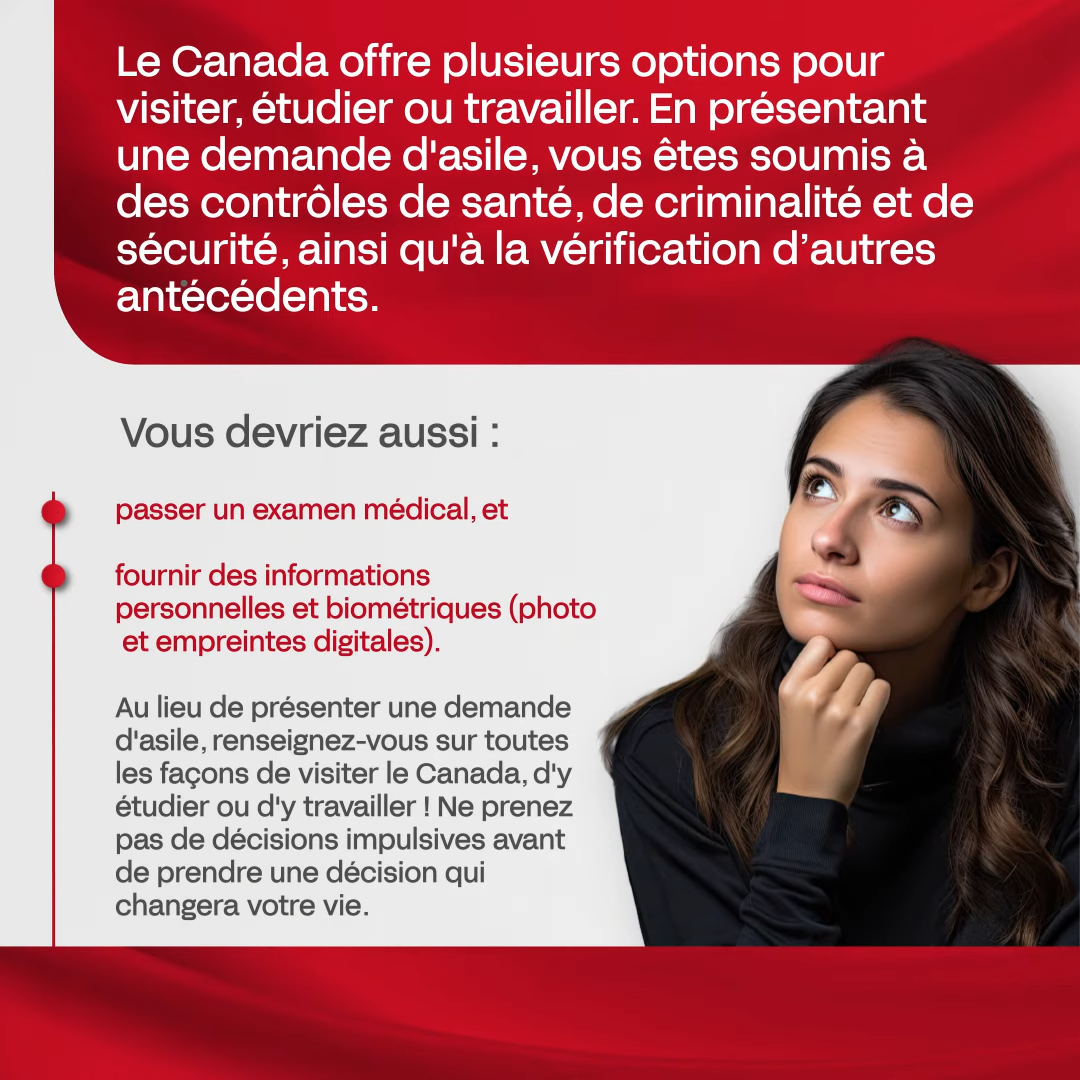 Le Canada offre plusieurs options pour
visiter, étudier ou travailler. En présentant
une demande d'asile, vous êtes soumis à
des contrôles de santé, de criminalité et de
sécurité, ainsi qu'à la vérification d’autres
antécédents.
Vous devriez aussi :
passer un examen médical, et
fournir des informations
personnelles et biométriques (photo
et empreintes digitales).
Au lieu de présenter une demande
d'asile, renseignez-vous sur toutes
les façons de visiter le Canada, d'y
étudier ou d'y travailler ! Ne prenez
pas de décisions impulsives avant
de prendre une décision qui
changera votre vie.